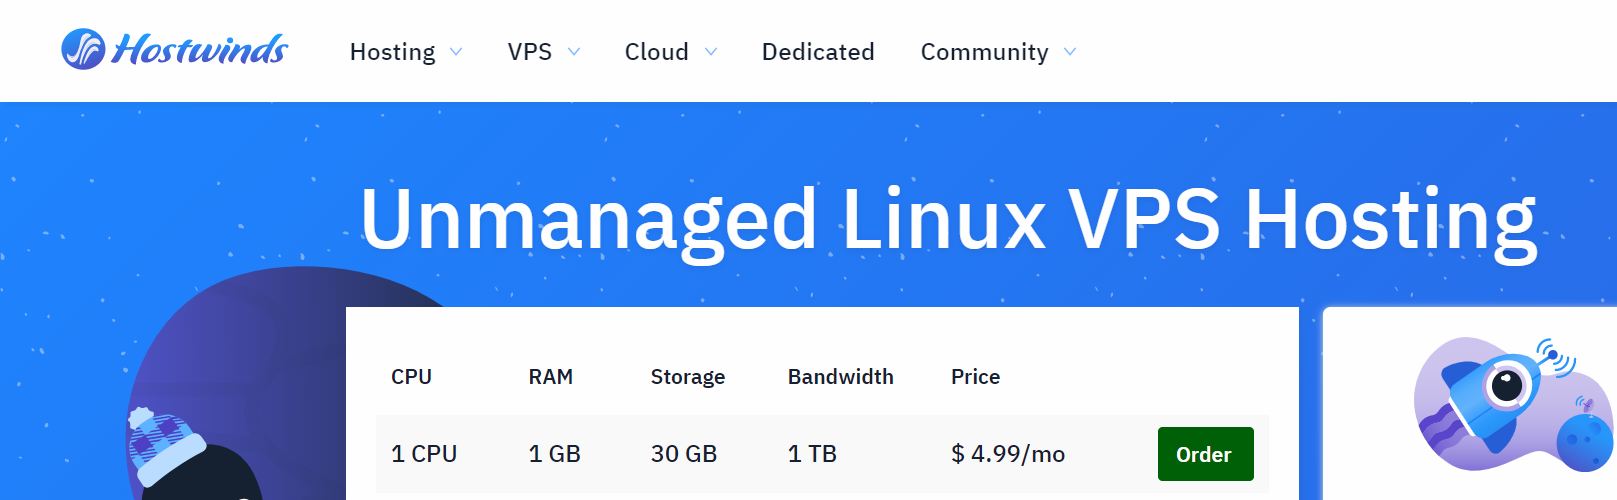 Hostwinds Hosting VPS Cloud Dedicated Community
Unmanaged Linux VPS Hosting
CPU RAM Storage Bandwidth Price
1 CPU 1 GB 30 GB 1 TB $ 4.99/mo Order